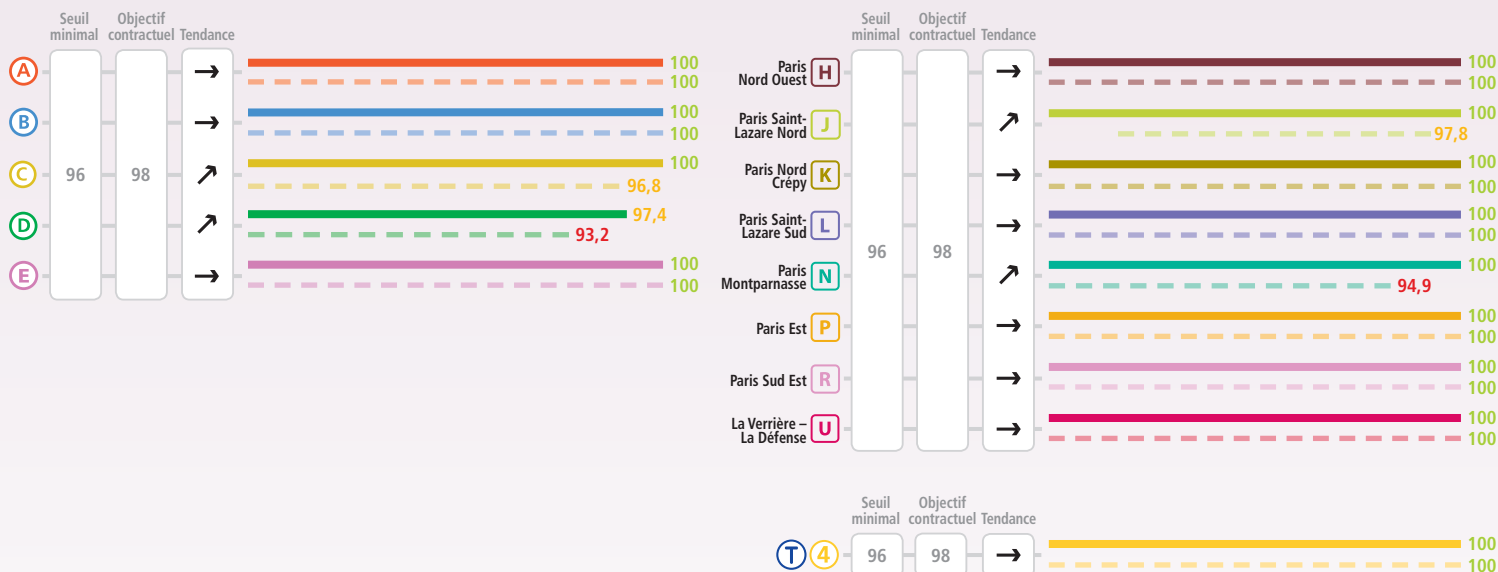 Seuil
minimal
Objectif
contractuel
Tendance
A
100
100
B
100
100
C
96
98
100
96,8
D
97,4
93,2
E
100
100
Seuil
minimal
Objectif
contractuel
Tendance
Paris
Nord Ouest
H
100
100
Paris Saint-
Lazare Nord
J
100
97,8
Paris Nord
Crépy
K
100
100
Paris Saint-
Lazare Sud
L
100
100
96
98
Paris
Montparnasse
N
100
94,9
Paris Est
P
100
100
Paris Sud Est
R
100
100
La Verrière –
La Défense
U
100
100
Seuil
minimal
Objectif
contractuel
Tendance
T 4
96
98
100
100